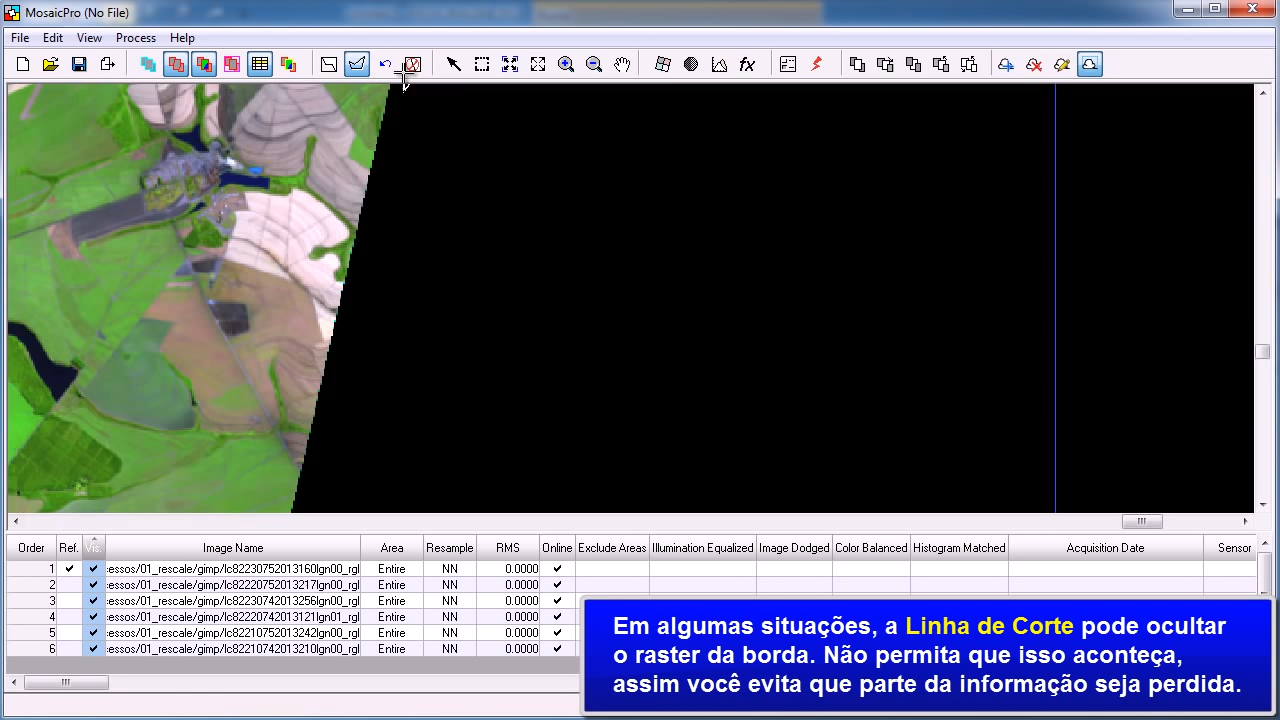 MosaicPro (No File)
File Edit View Process Help
Order Ref. Vis. Image Name Area Resample RMS Online Exclude Areas Illumination Equalized Image Dodged Color Balanced Histogram Matched Acquisition Date Sensor
1 :essos/01_rescale/gimp/lc82230752013160lgn00_rgl Entire NN 0.0000
2 :essos/01_rescale/gimp/lc82220752013217lgn00_rgl Entire NN 0.0000
3 :essos/01_rescale/gimp/lc82230742013256lgn00_rgl Entire NN 0.0000
4 :essos/01_rescale/gimp/lc82220742013121lgn01_rgl Entire NN 0.0000
5 :essos/01_rescale/gimp/lc82210752013242lgn00_rgl Entire NN 0.0000
6 :essos/01_rescale/gimp/lc82210742013210lgn00_rgl Entire NN 0.0000
Em algumas situações, a Linha de Corte pode ocultar
o raster da borda. Não permita que isso aconteça,
assim você evita que parte da informação seja perdida.